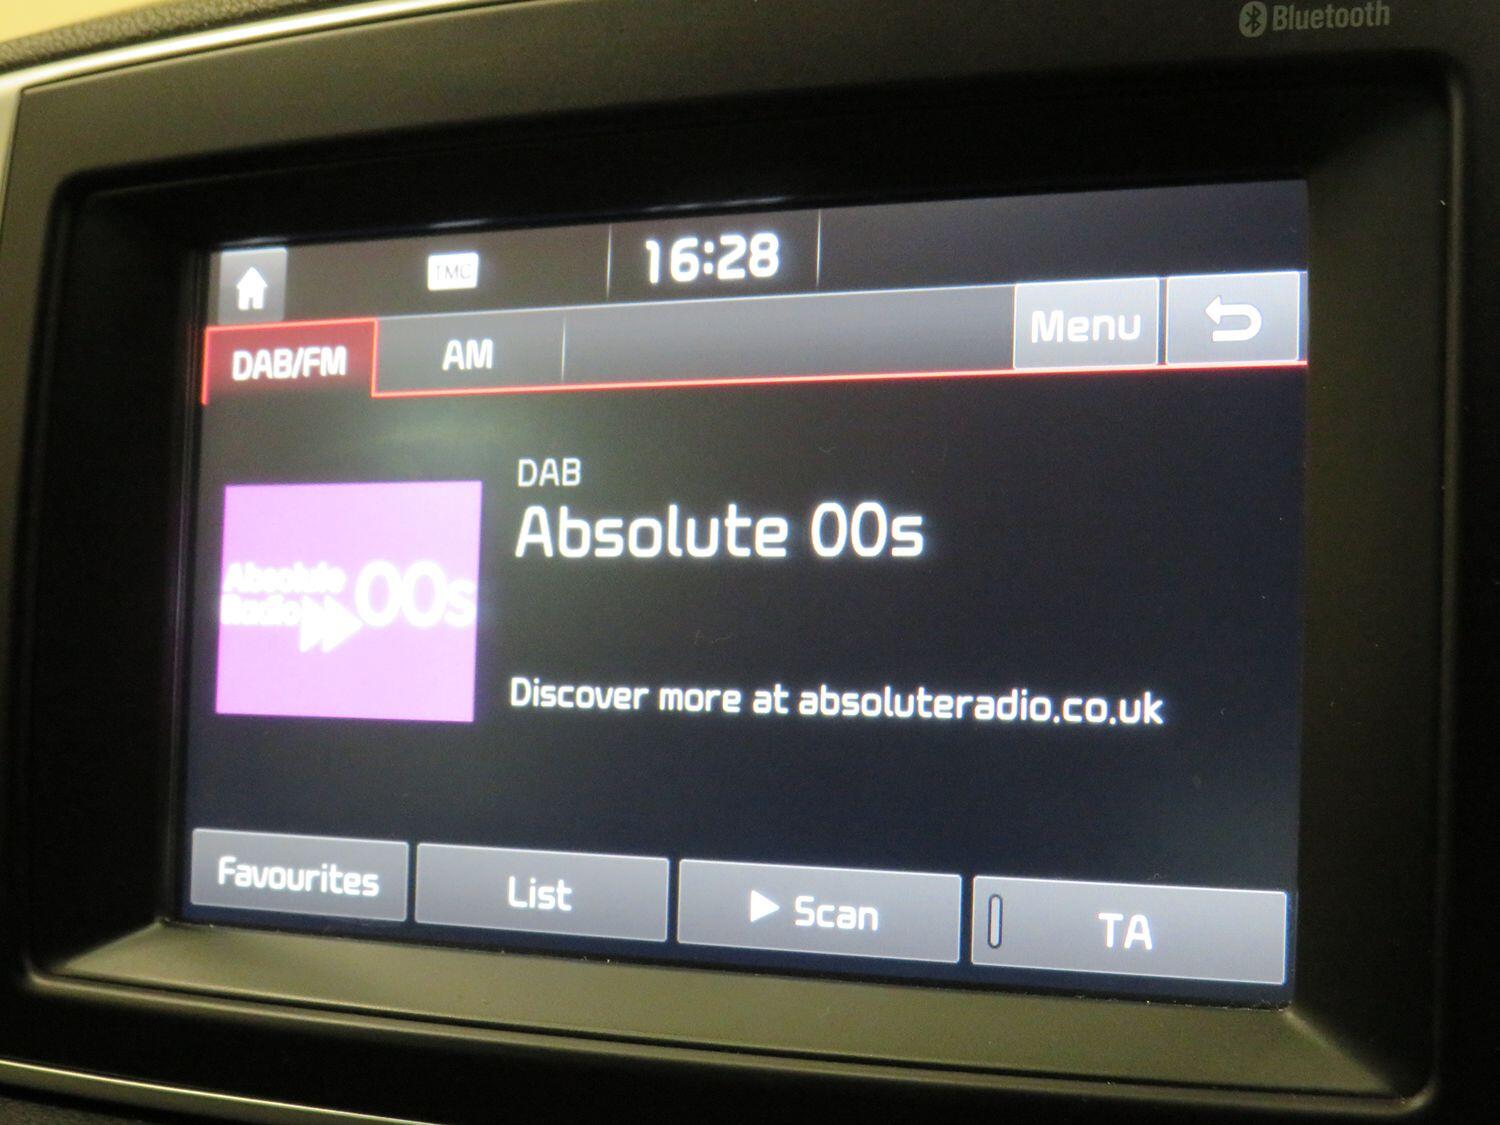 Bluetooth
TMC
16:28
DAB/FM
AM
Menu
DAB
Absolute 00s
Absolute
Radio
00s
Discover more at absoluteradio.co.uk
Favourites
List
Scan
TA